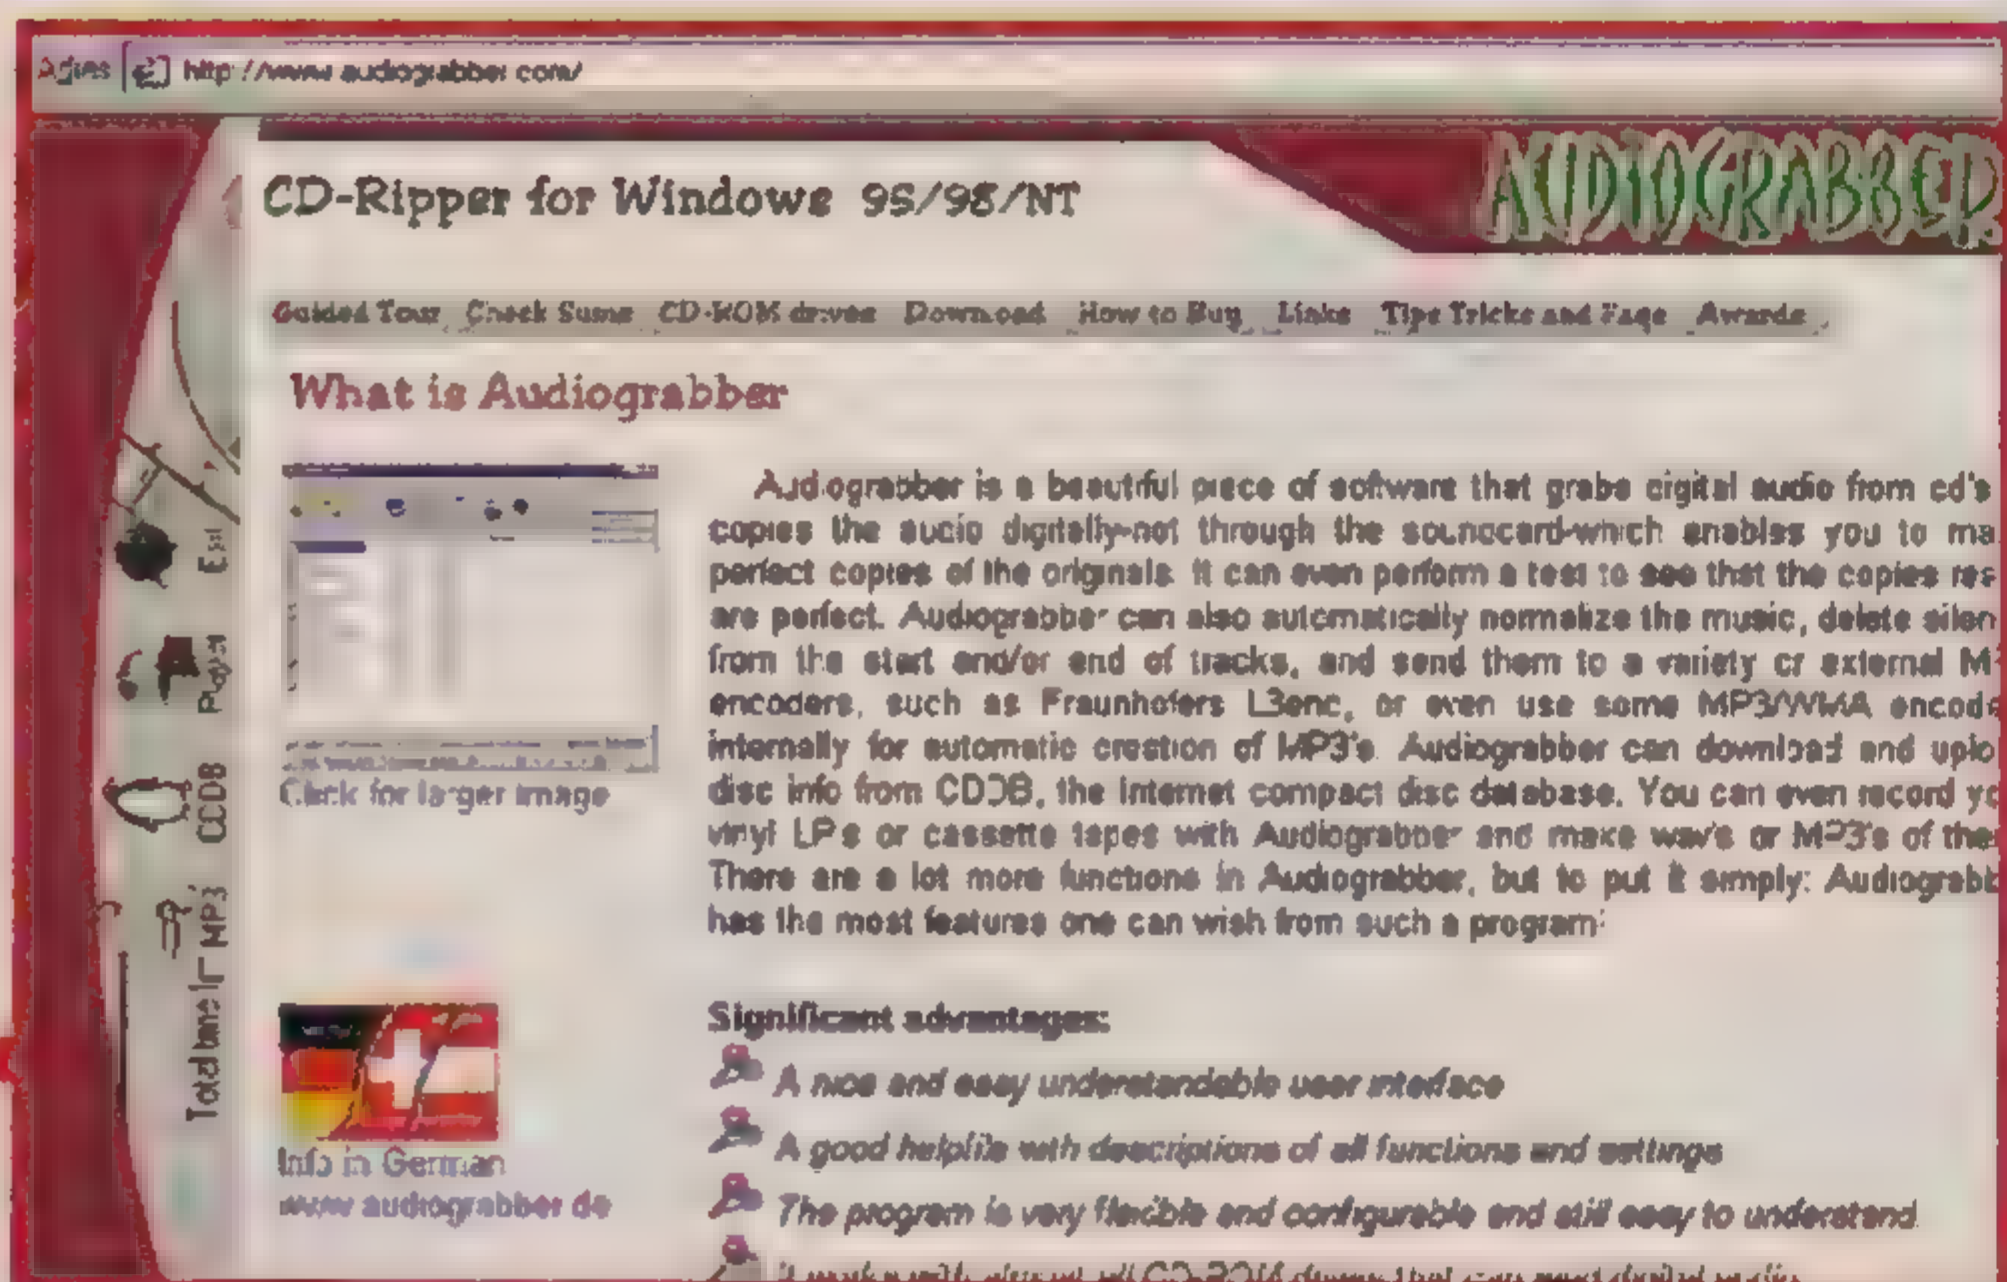 http://www.audiograbber.com/
AUDIOGRABBER
CD-Ripper for Windows 95/98/NT
Guided Tour Check Sums CD-ROM drives Download How to Buy Links Tips Tricks and Faqs Awards
What is Audiograbber
Audiograbber is a beautiful piece of software that grabs digital audio from cd's
copies the audio digitally-not through the soundcard-which enables you to ma
perfect copies of the originals. It can even perform a test to see that the copies rea
are perfect. Audiograbber can also automatically normalize the music, delete silen
from the start and/or end of tracks, and send them to a variety of external M
encoders, such as Fraunhofers L3enc, or even use some MP3/WMA encode
internally for automatic creation of MP3's. Audiograbber can download and uplo
disc info from CDDB, the Internet compact disc database. You can even record yo
vinyl LP's or cassette tapes with Audiograbber and make wav's or MP3's of the
There are a lot more functions in Audiograbber, but to put it simply: Audiograbb
has the most features one can wish from such a program!
Click for larger image
Exit
CDDB
MP3
Info in German
www.audiograbber.de
Significant advantages:
A nice and easy understandable user interface
A good helpfile with descriptions of all functions and settings
The program is very flexible and configurable and still easy to understand